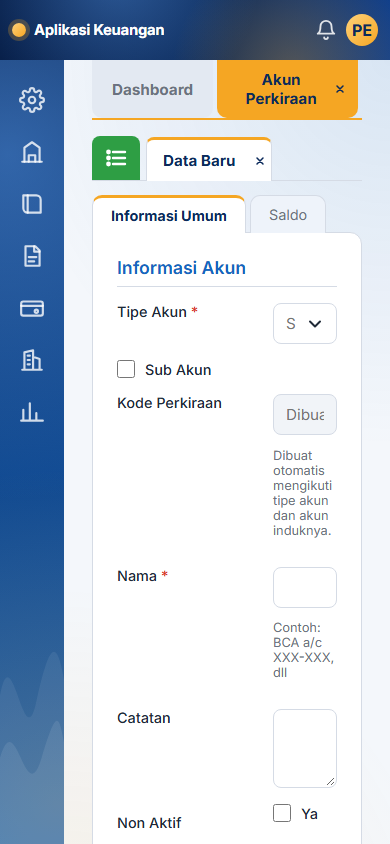 Aplikasi Keuangan
PE
Dashboard
Akun
Perkiraan
×
Data Baru
×
Informasi Umum
Saldo
Informasi Akun
Tipe Akun *
S
Sub Akun
Kode Perkiraan
Dibua
Dibuat
otomatis
mengikuti
tipe akun
dan akun
induknya.
Nama *
Contoh:
BCA a/c
XXX-XXX,
dll
Catatan
Non Aktif
Ya